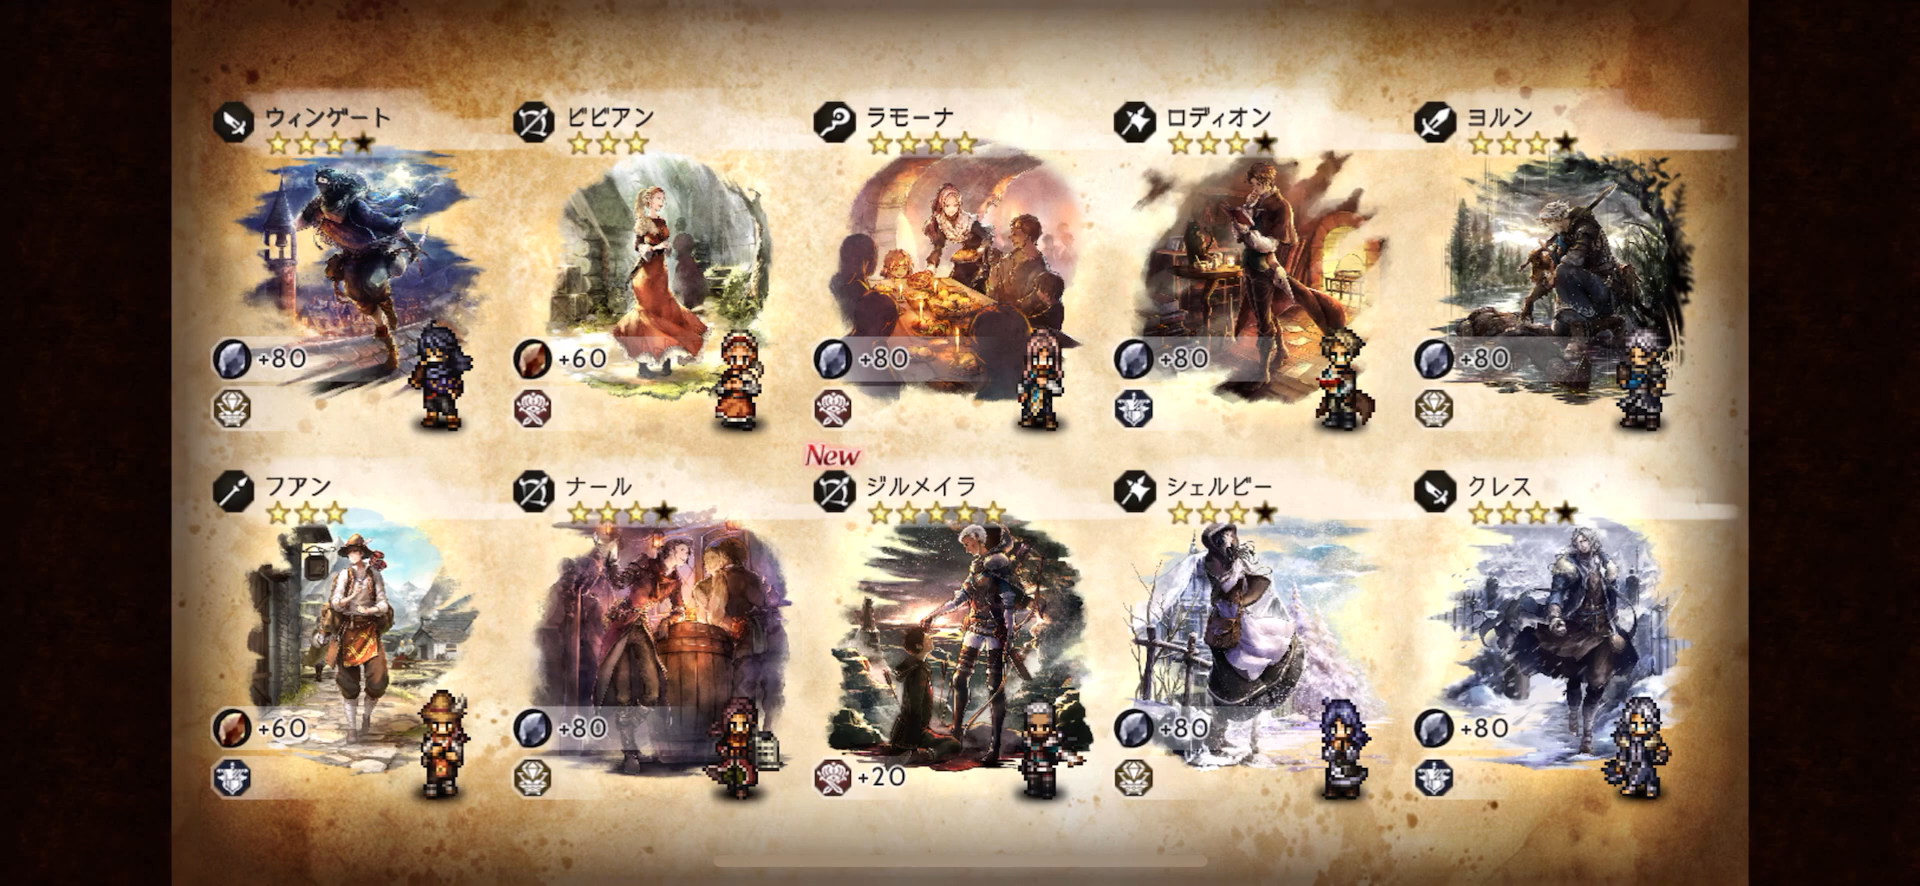 ウィンゲート
ビビアン
ラモーナ
ロディオン
ヨルン
+80
+60
+80
+80
+80
New
フアン
ナール
ジルメイラ
シェルビー
クレス
+60
+80
+20
+80
+80